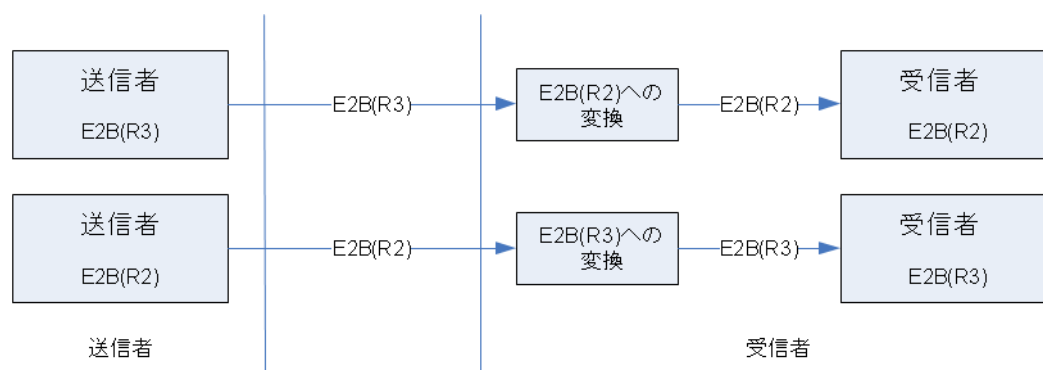 送信者
E2B(R3)
E2B(R3)
E2B(R2)への
変換
E2B(R2)
受信者
E2B(R2)
送信者
E2B(R2)
E2B(R2)
E2B(R3)への
変換
E2B(R3)
受信者
E2B(R3)
送信者
受信者